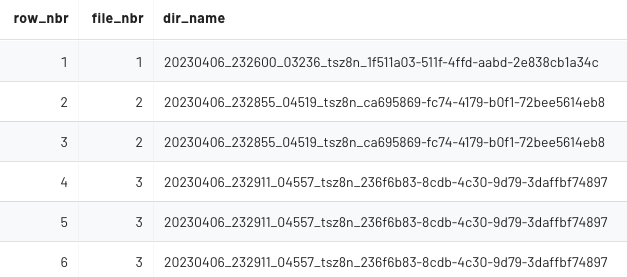 row_nbr file_nbr dir_name
1 1 20230406_232600_03236_tsz8n_1f511a03-511f-4ffd-aabd-2e838cb1a34c
2 2 20230406_232855_04519_tsz8n_ca695869-fc74-4179-b0f1-72bee5614eb8
3 2 20230406_232855_04519_tsz8n_ca695869-fc74-4179-b0f1-72bee5614eb8
4 3 20230406_232911_04557_tsz8n_236f6b83-8cdb-4c30-9d79-3daffbf74897
5 3 20230406_232911_04557_tsz8n_236f6b83-8cdb-4c30-9d79-3daffbf74897
6 3 20230406_232911_04557_tsz8n_236f6b83-8cdb-4c30-9d79-3daffbf74897